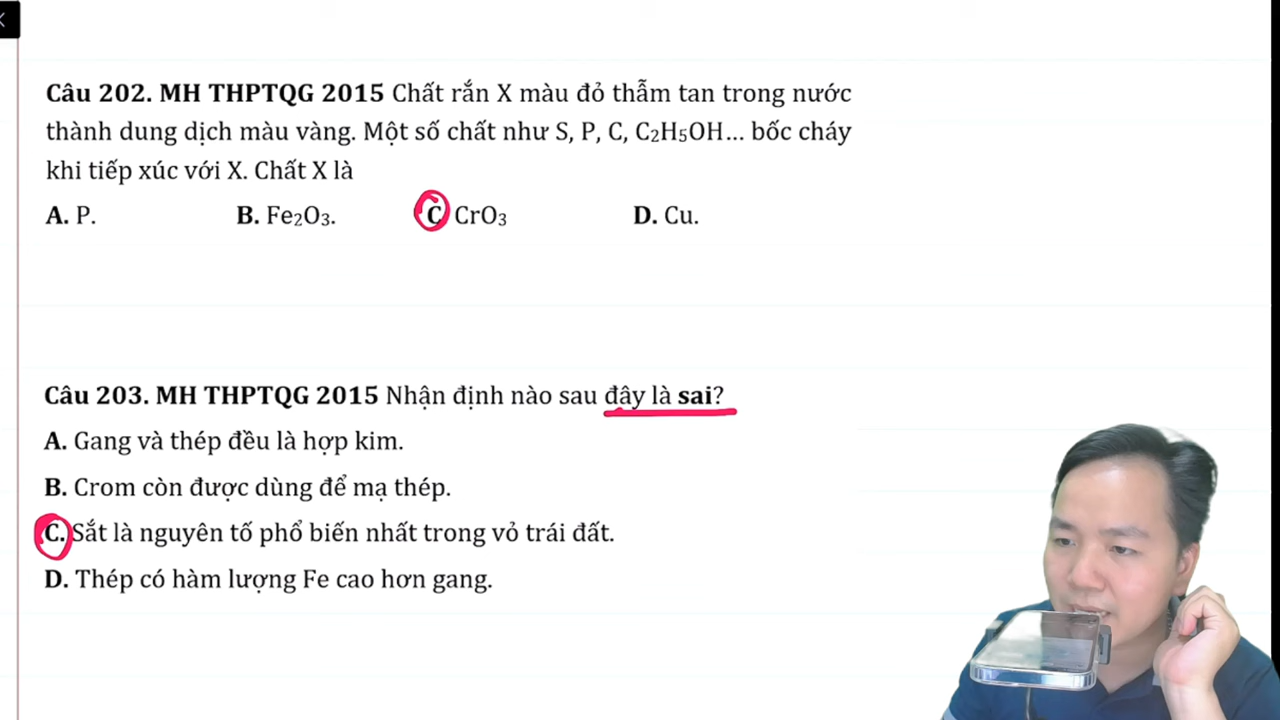 Câu 202. MH THPTQG 2015 Chất rắn X màu đỏ thẫm tan trong nước
thành dung dịch màu vàng. Một số chất như S, P, C, C₂H₅OH... bốc cháy
khi tiếp xúc với X. Chất X là
A. P. B. Fe₂O₃. C CrO₃ D. Cu.
Câu 203. MH THPTQG 2015 Nhận định nào sau đây là sai?
A. Gang và thép đều là hợp kim.
B. Crom còn được dùng để mạ thép.
C. Sắt là nguyên tố phổ biến nhất trong vỏ trái đất.
D. Thép có hàm lượng Fe cao hơn gang.